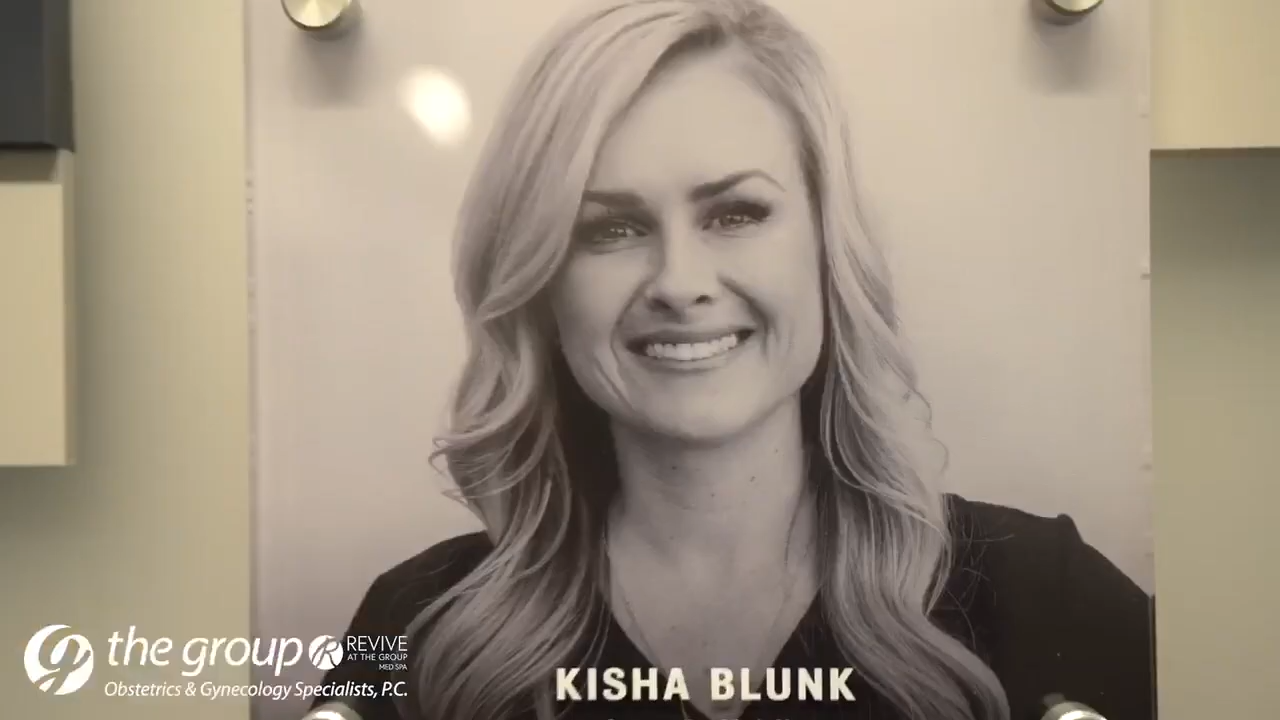 the group
Obstetrics & Gynecology Specialists, P.C.
REVIVE
AT THE GROUP
MED SPA
KISHA BLUNK